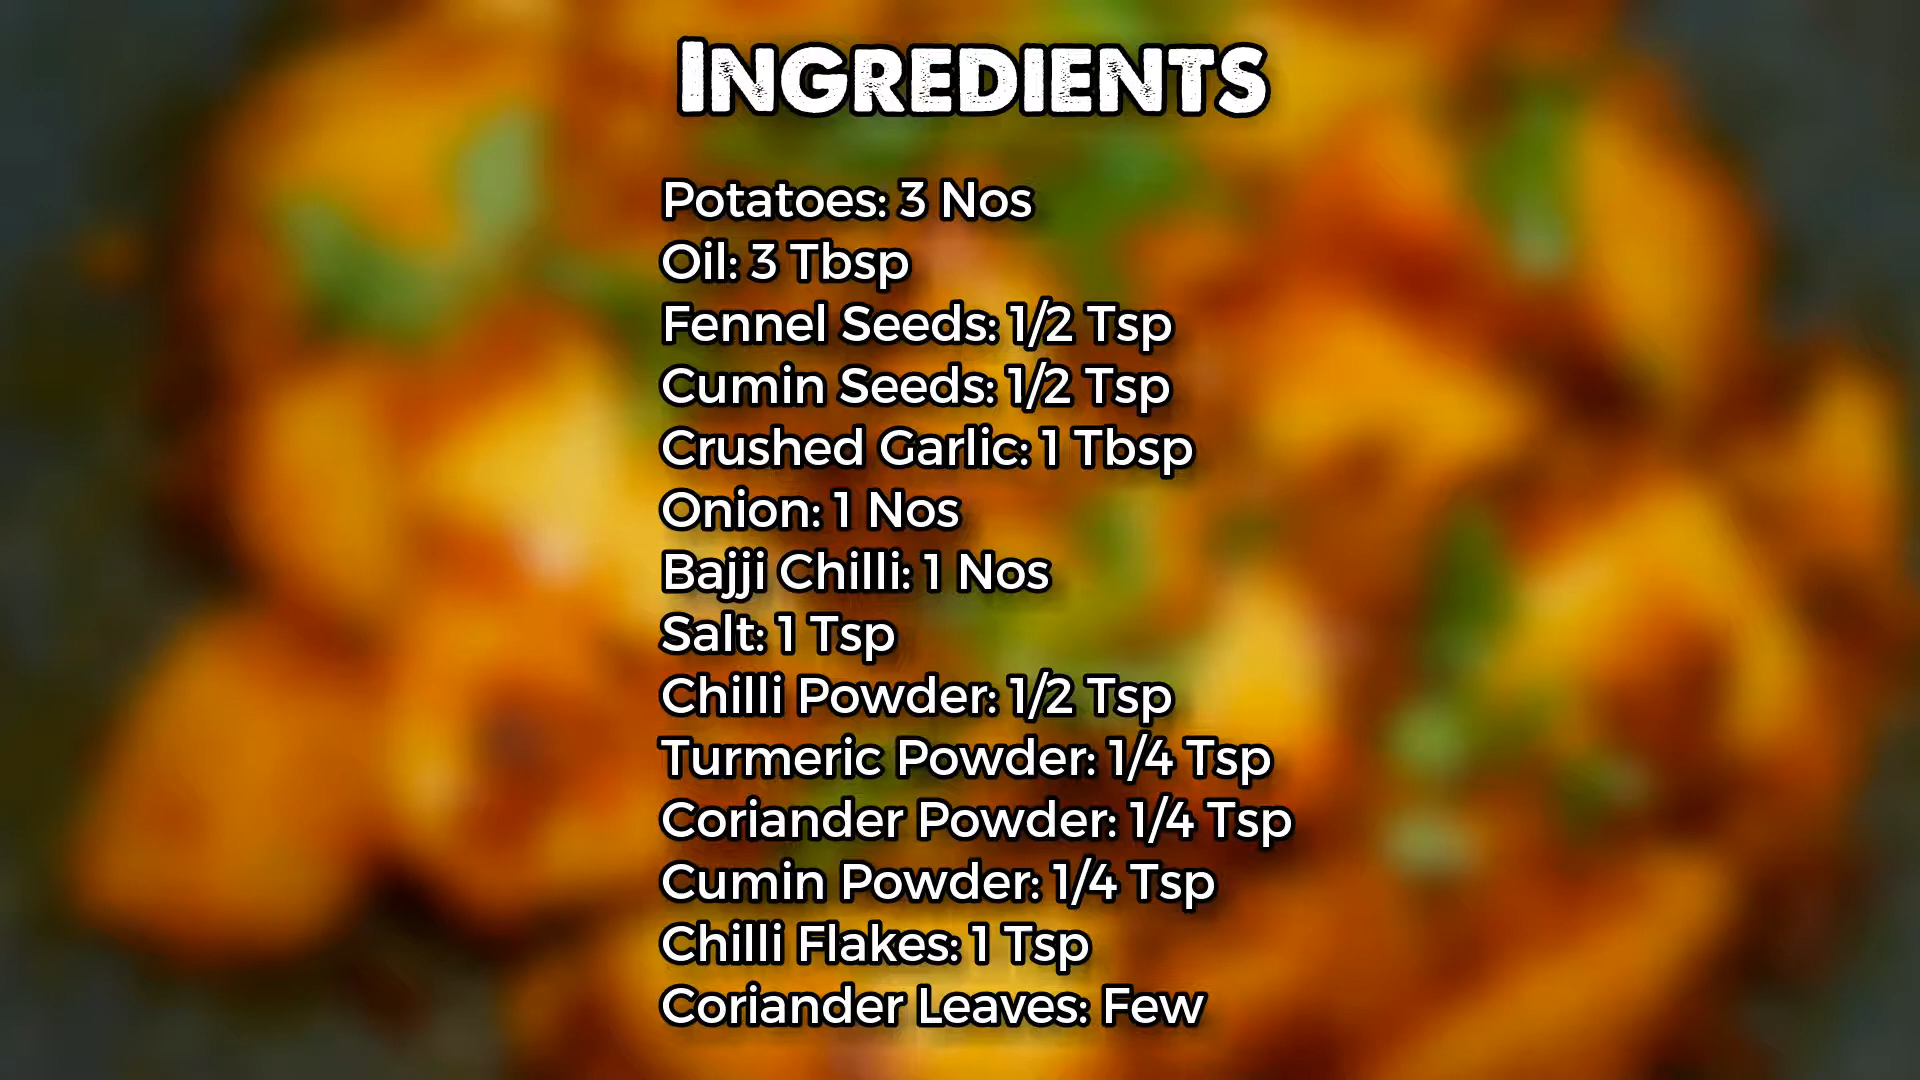 INGREDIENTS
Potatoes: 3 Nos
Oil: 3 Tbsp
Fennel Seeds: 1/2 Tsp
Cumin Seeds: 1/2 Tsp
Crushed Garlic: 1 Tbsp
Onion: 1 Nos
Bajji Chilli: 1 Nos
Salt: 1 Tsp
Chilli Powder: 1/2 Tsp
Turmeric Powder: 1/4 Tsp
Coriander Powder: 1/4 Tsp
Cumin Powder: 1/4 Tsp
Chilli Flakes: 1 Tsp
Coriander Leaves: Few